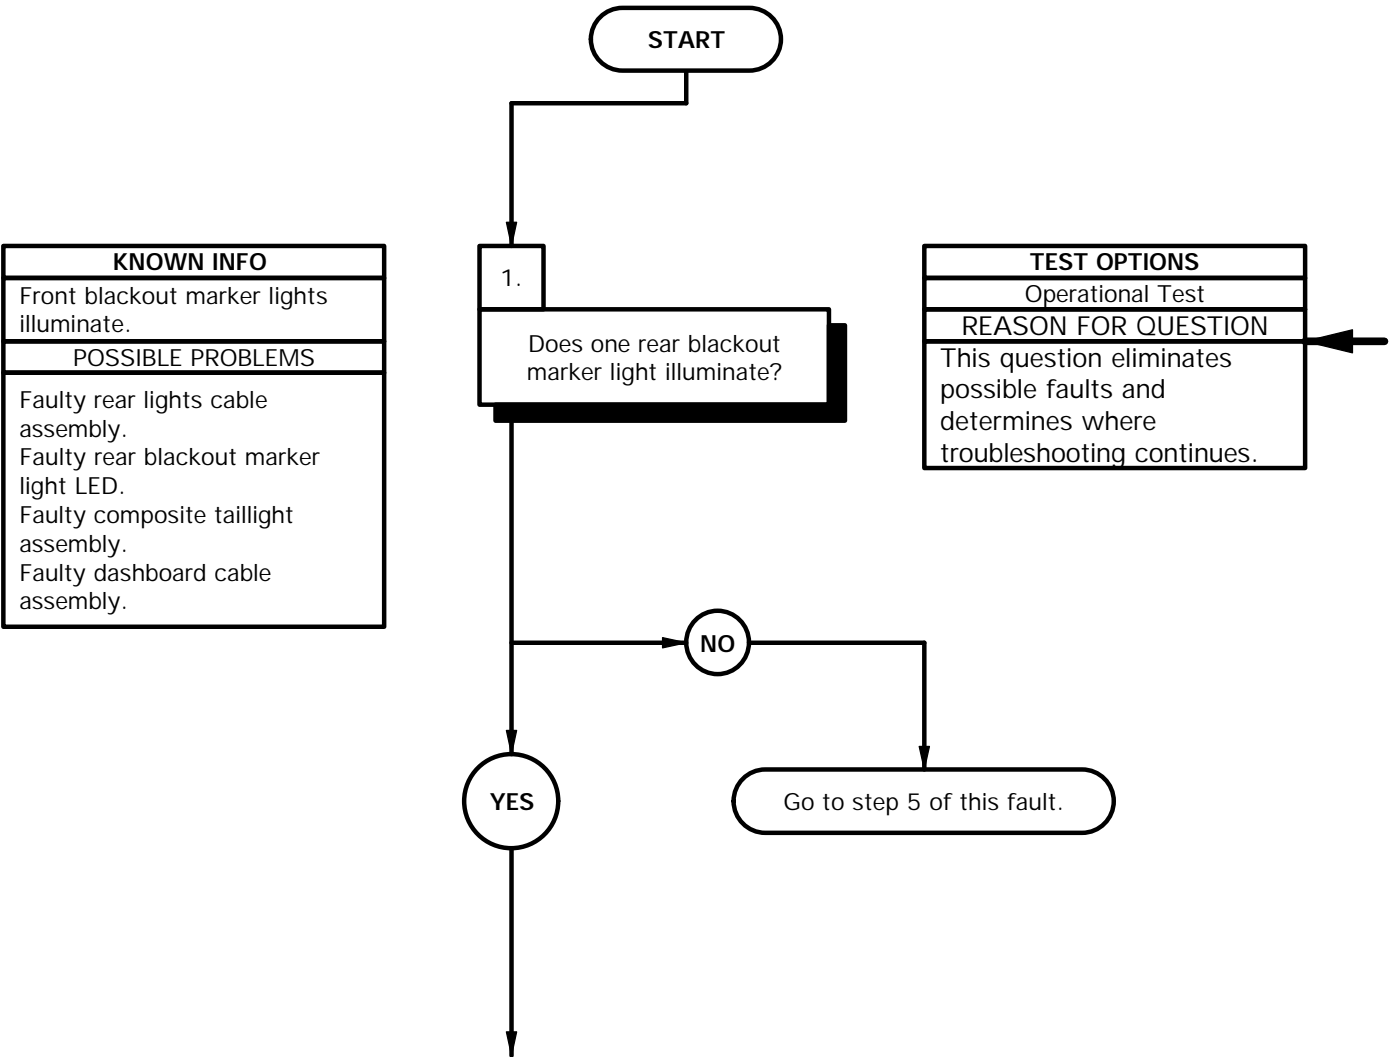 START
KNOWN INFO
Front blackout marker lights
illuminate.
POSSIBLE PROBLEMS
Faulty rear lights cable
assembly.
Faulty rear blackout marker
light LED.
Faulty composite taillight
assembly.
Faulty dashboard cable
assembly.
1.
Does one rear blackout
marker light illuminate?
TEST OPTIONS
Operational Test
REASON FOR QUESTION
This question eliminates
possible faults and
determines where
troubleshooting continues.
NO
YES
Go to step 5 of this fault.